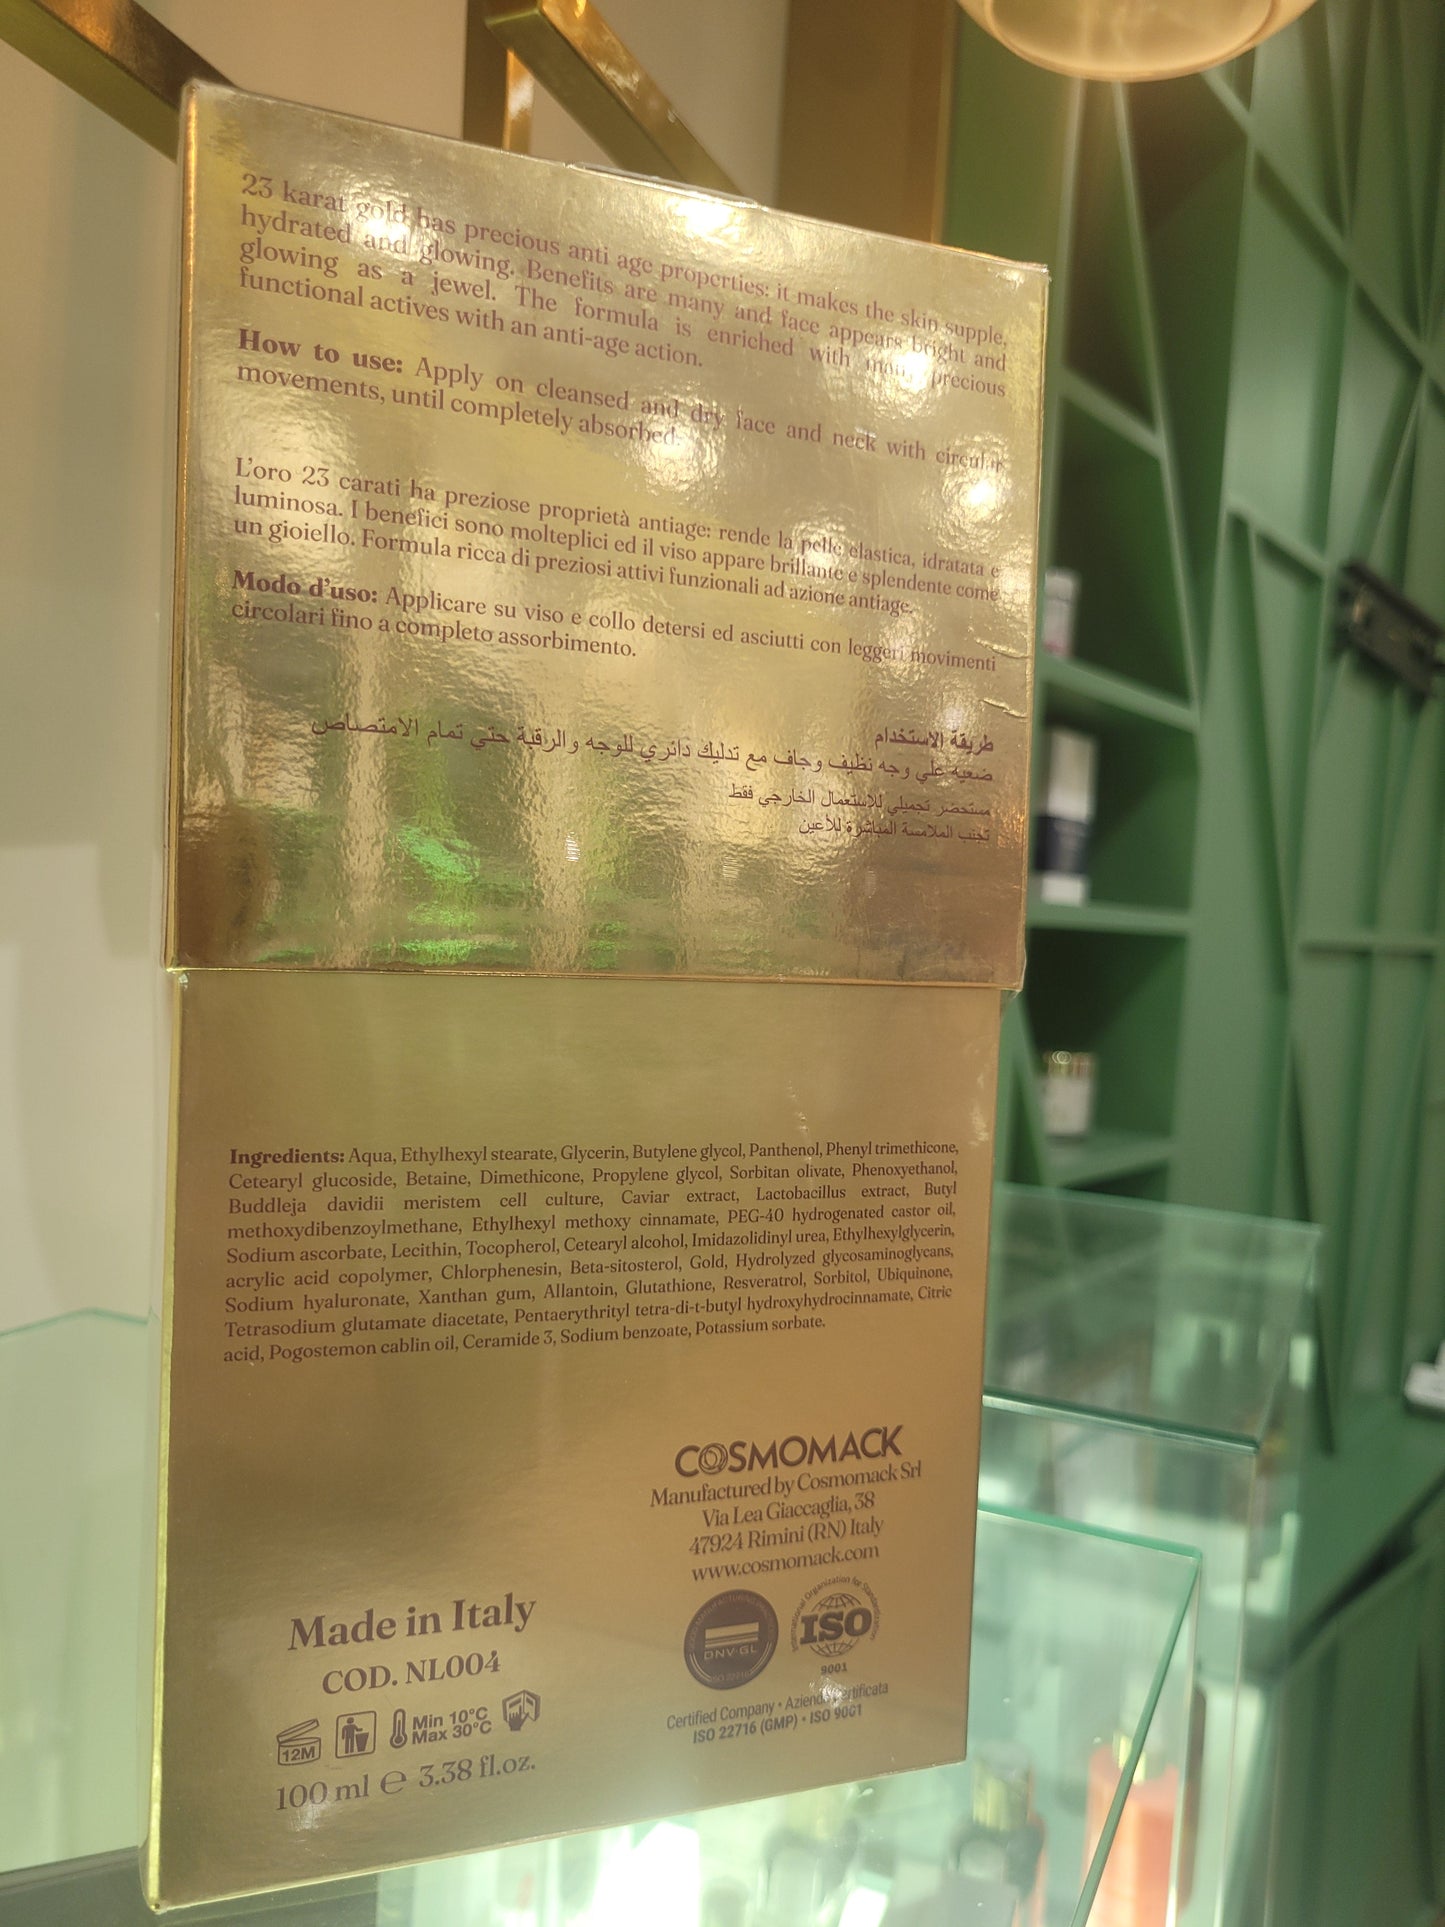 23 karat gold has precious anti age properties: it makes the skin supple,
hydrated and glowing. Benefits are many and face appears bright and
glowing as a jewel. The formula is enriched with many precious
functional actives with an anti-age action.
How to use: Apply on cleansed and dry face and neck with circular
movements, until completely absorbed.
L'oro 23 carati ha preziose proprietà antiage: rende la pelle elastica, idratata e
luminosa. I benefici sono molteplici ed il viso appare brillante e splendente come
un gioiello. Formula ricca di preziosi attivi funzionali ad azione antiage.
Modo d'uso: Applicare su viso e collo detersi ed asciutti con leggeri movimenti
circolari fino a completo assorbimento.
طريقة الاستخدام
ضعيه علي وجه نظيف وجاف مع تدليك دائري للوجه والرقبة حتي تمام الامتصاص
مستحضر تجميلي للإستعمال الخارجي فقط
تجنب الملامسة المباشرة للأعين
Ingredients: Aqua, Ethylhexyl stearate, Glycerin, Butylene glycol, Panthenol, Phenyl trimethicone,
Cetearyl glucoside, Betaine, Dimethicone, Propylene glycol, Sorbitan olivate, Phenoxyethanol,
Buddleja davidii meristem cell culture, Caviar extract, Lactobacillus extract, Butyl
methoxydibenzoylmethane, Ethylhexyl methoxy cinnamate, PEG-40 hydrogenated castor oil,
Sodium ascorbate, Lecithin, Tocopherol, Cetearyl alcohol, Imidazolidinyl urea, Ethylhexylglycerin,
acrylic acid copolymer, Chlorphenesin, Beta-sitosterol, Gold, Hydrolyzed glycosaminoglycans,
Sodium hyaluronate, Xanthan gum, Allantoin, Glutathione, Resveratrol, Sorbitol, Ubiquinone,
Tetrasodium glutamate diacetate, Pentaerythrityl tetra-di-t-butyl hydroxyhydrocinnamate, Citric
acid, Pogostemon cablin oil, Ceramide 3, Sodium benzoate, Potassium sorbate.
COSMOMACK
Manufactured by Cosmomack Srl
Via Lea Giaccaglia, 38
47924 Rimini (RN) Italy
www.cosmomack.com
DNV·GL
ISO 22716
International Organization for Standardization
ISO
9001
Certified Company • Azienda Certificata
ISO 22716 (GMP) • ISO 9001
Made in Italy
COD. NL004
12M
Min 10°C
Max 30°C
100 ml e 3.38 fl.oz.